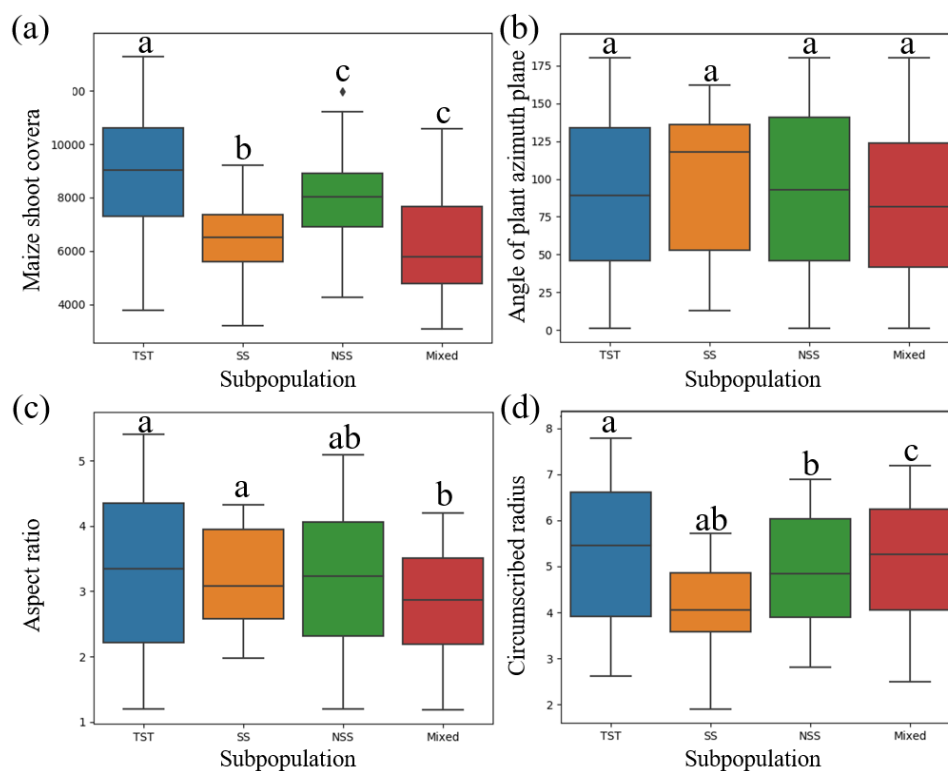 (a)
Maize shoot covera
a
b
c
c
00
10000
8000
6000
4000
TST SS NSS Mixed
Subpopulation
(b)
Angle of plant azimuth plane
a a a a
175
150
125
100
75
50
25
0
TST SS NSS Mixed
Subpopulation
(c)
Aspect ratio
a
a
ab
b
5
4
3
2
1
TST SS NSS Mixed
Subpopulation
(d)
Circumscribed radius
a
ab
b
c
8
7
6
5
4
3
2
TST SS NSS Mixed
Subpopulation